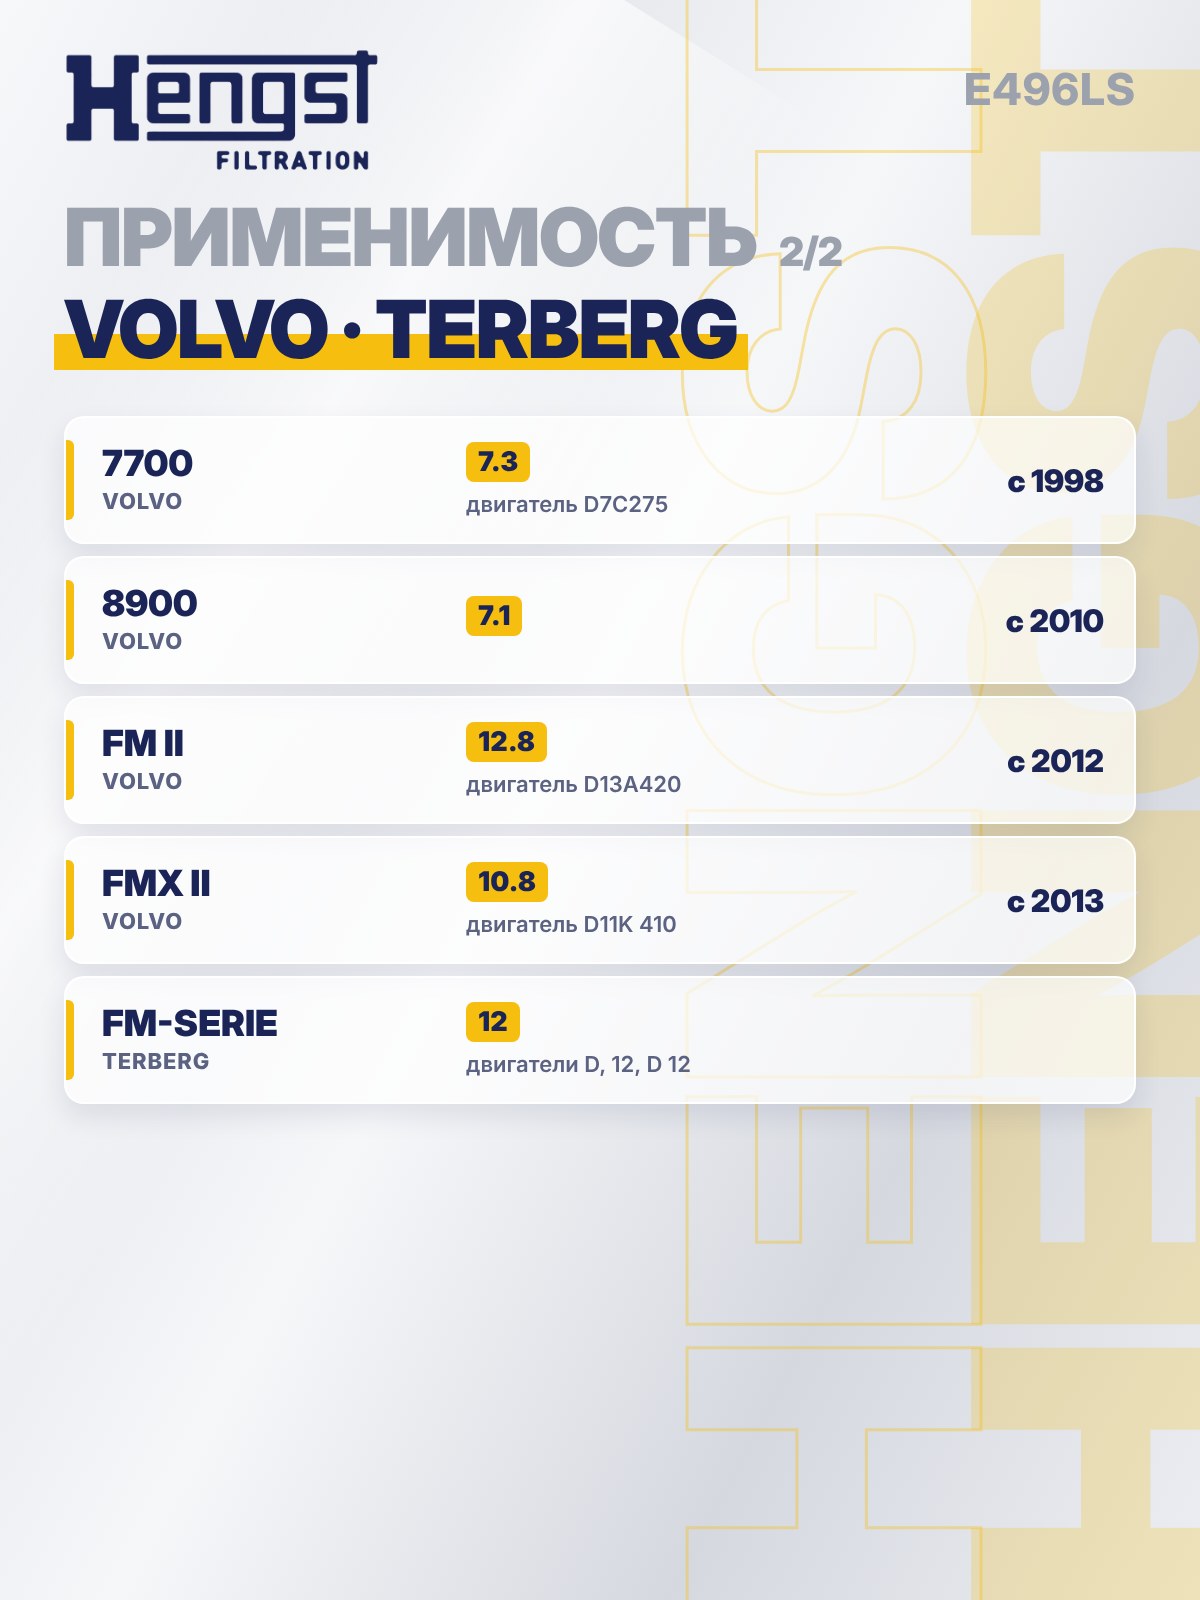 Hengst
FILTRATION
E496LS
ПРИМЕНИМОСТЬ 2/2
VOLVO · TERBERG
7700
VOLVO
7.3
двигатель D7C275
с 1998
8900
VOLVO
7.1
с 2010
FM II
VOLVO
12.8
двигатель D13A420
с 2012
FMX II
VOLVO
10.8
двигатель D11K 410
с 2013
FM-SERIE
TERBERG
12
двигатели D, 12, D 12
HENGST
HENGST